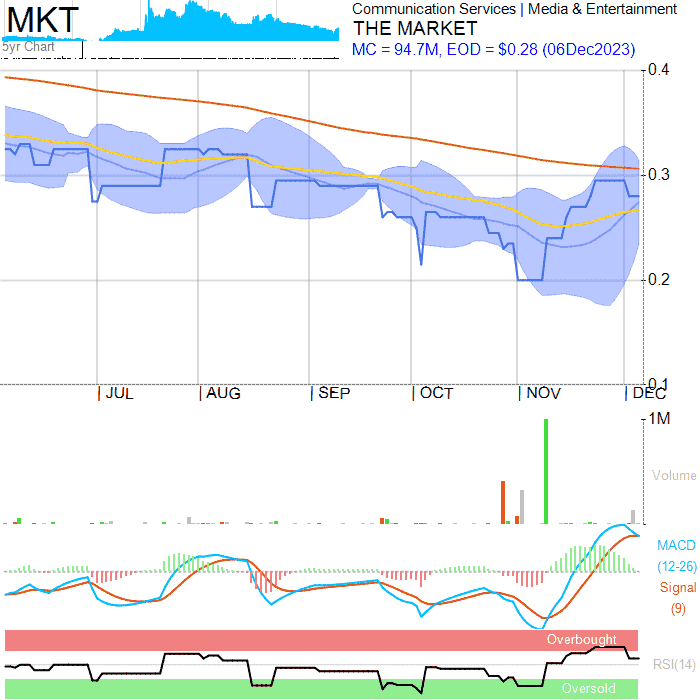 MKT
Communication Services | Media & Entertainment
THE MARKET
5yr Chart
MC = 94.7M, EOD = $0.28 (06Dec2023)
0.4
0.3
0.2
0.1
| JUL | AUG | SEP | OCT | NOV | DEC
1M
Volume
MACD
(12-26)
Signal
(9)
Overbought
RSI(14)
Oversold